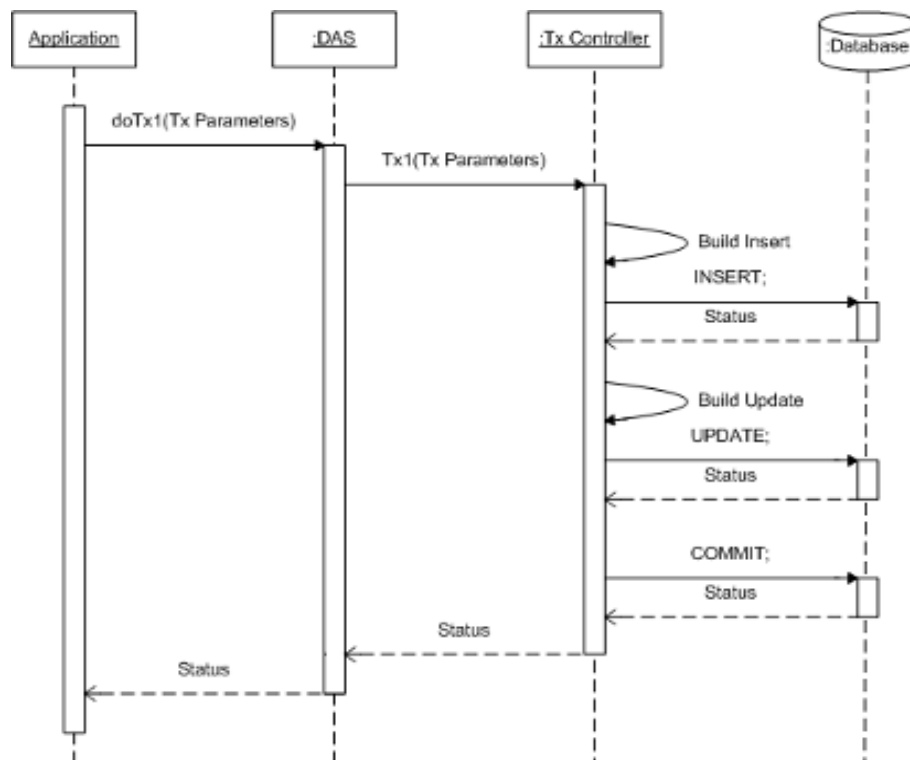 Application
:DAS
:Tx Controller
:Database
doTx1(Tx Parameters)
Tx1(Tx Parameters)
Build Insert
INSERT;
Status
Build Update
UPDATE;
Status
COMMIT;
Status
Status
Status